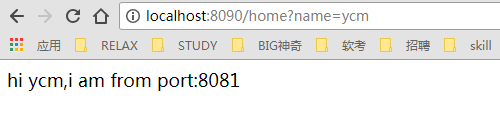 localhost:8090/home?name=ycm
应用 RELAX STUDY BIG神奇 软考 招聘 skill
hi ycm,i am from port:8081